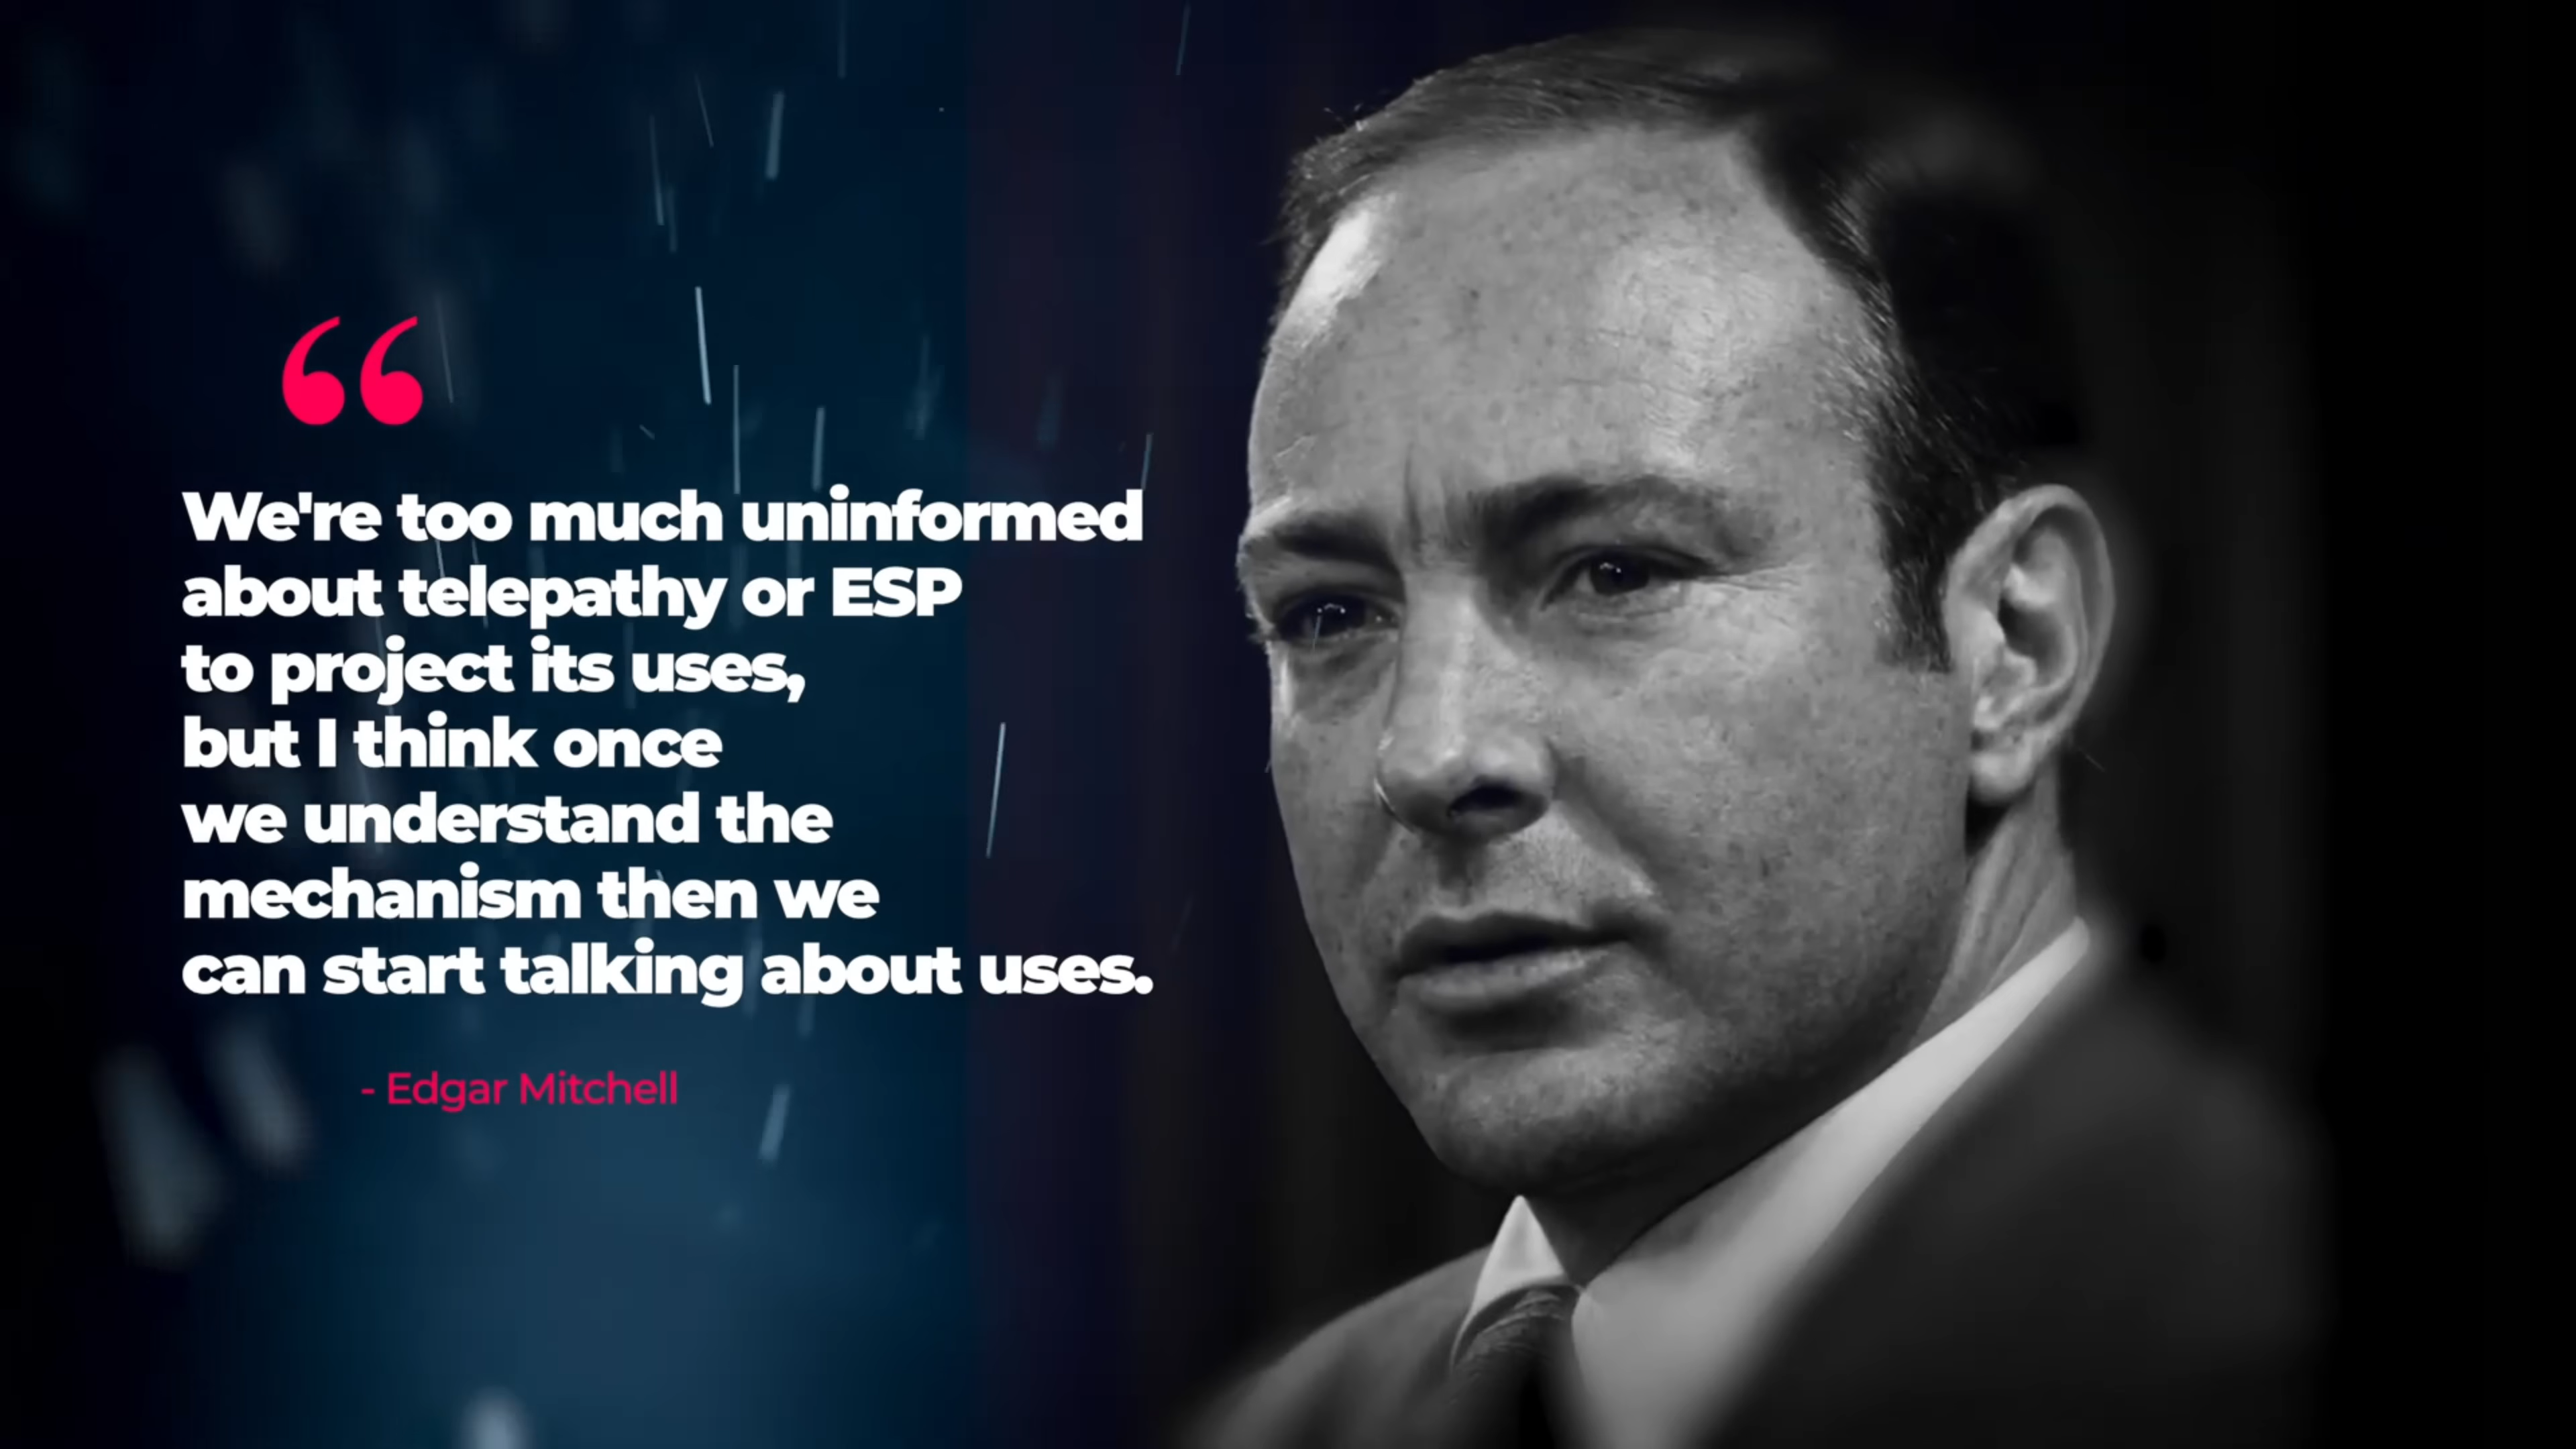 “
We're too much uninformed
about telepathy or ESP
to project its uses,
but I think once
we understand the
mechanism then we
can start talking about uses.
- Edgar Mitchell